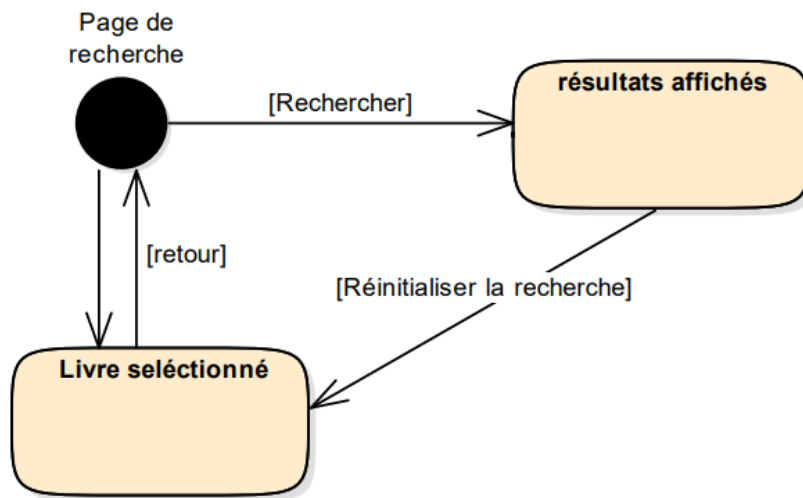 Page de
recherche
[Rechercher]
résultats affichés
[retour]
[Réinitialiser la recherche]
Livre seléctionné